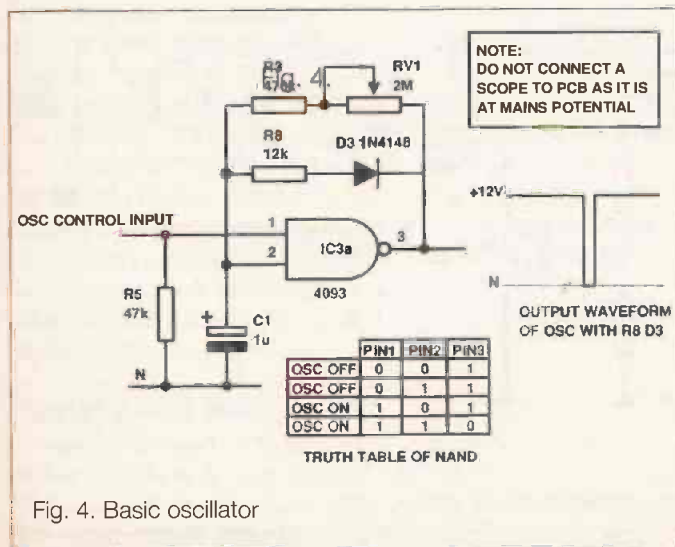 NOTE:
DO NOT CONNECT A
SCOPE TO PCB AS IT IS
AT MAINS POTENTIAL
R3
4.
RV1
2M
R8
12k
D3 1N4148
+12V
N
OUTPUT WAVEFORM
OF OSC WITH R8 D3
OSC CONTROL INPUT
1
2
3
IC3a
4093
R5
47k
+
C1
1u
N
PIN1 PIN2 PIN3
OSC OFF 0 0 1
OSC OFF 0 1 1
OSC ON 1 0 1
OSC ON 1 1 0
TRUTH TABLE OF NAND
Fig. 4. Basic oscillator